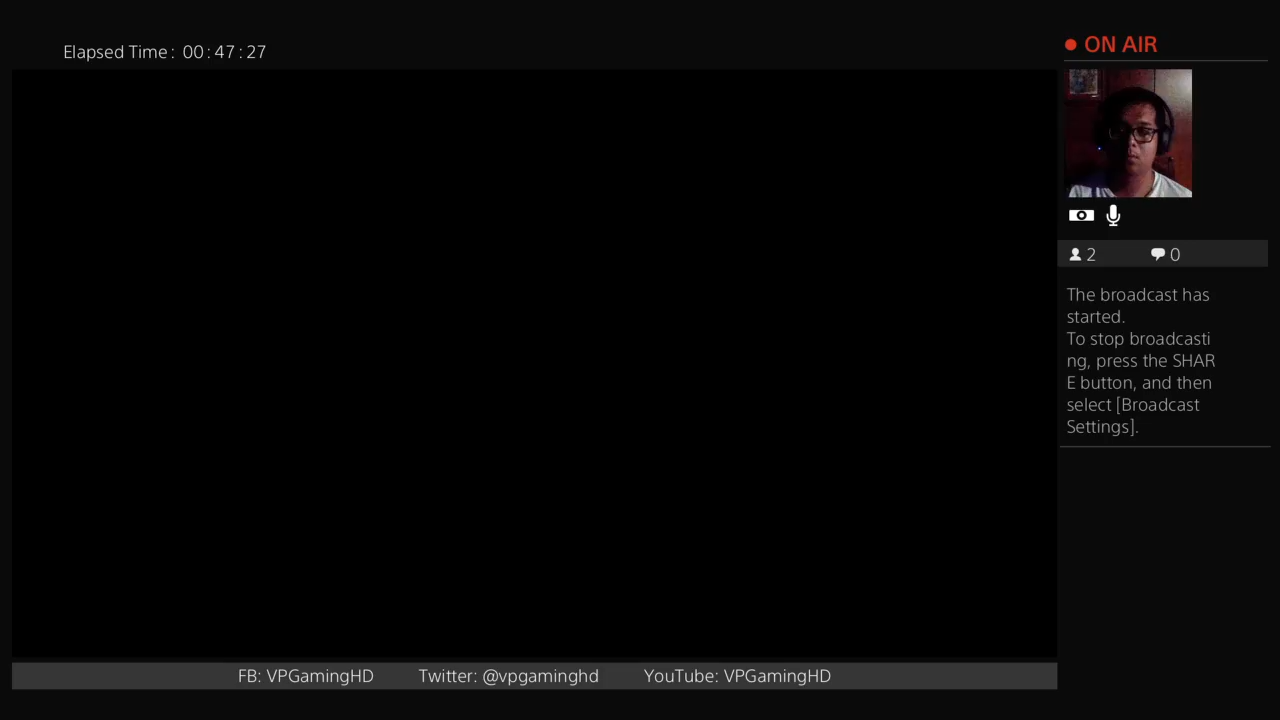 Elapsed Time: 00:47:27
ON AIR
2 0
The broadcast has
started.
To stop broadcasti
ng, press the SHAR
E button, and then
select [Broadcast
Settings].
FB: VPGamingHD Twitter: @vpgaminghd YouTube: VPGamingHD